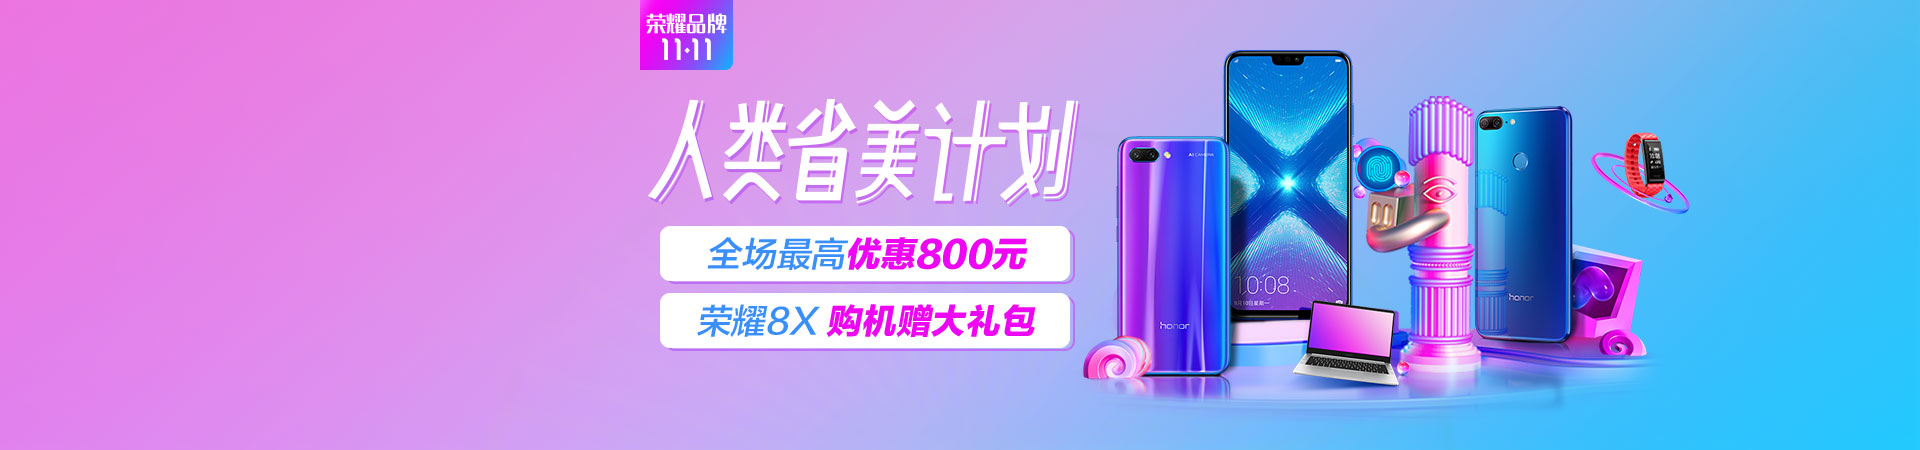 荣耀品牌
11·11
人类省美计划
全场最高优惠800元
荣耀8X 购机赠大礼包
AI CAMERA
honor
10:08
honor